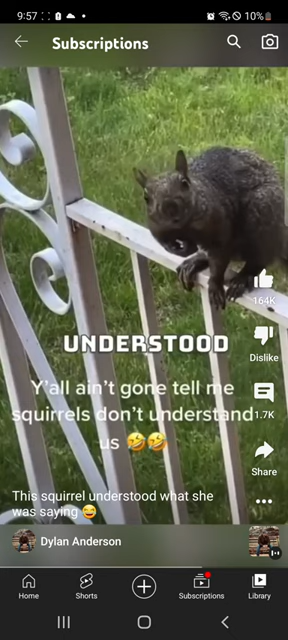 9:57
10%
Subscriptions
UNDERSTOOD
Y'all ain't gone tell me
squirrels don't understand
us 🤣🤣
164K
Dislike
1.7K
Share
This squirrel understood what she
was saying 😅
Dylan Anderson
Home
Shorts
Subscriptions
Library